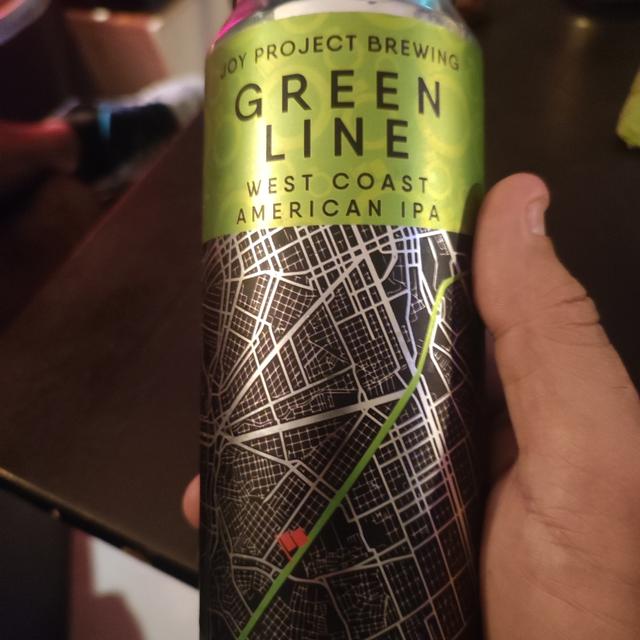 JOY PROJECT BREWING
GREEN
LINE
WEST COAST
AMERICAN IPA